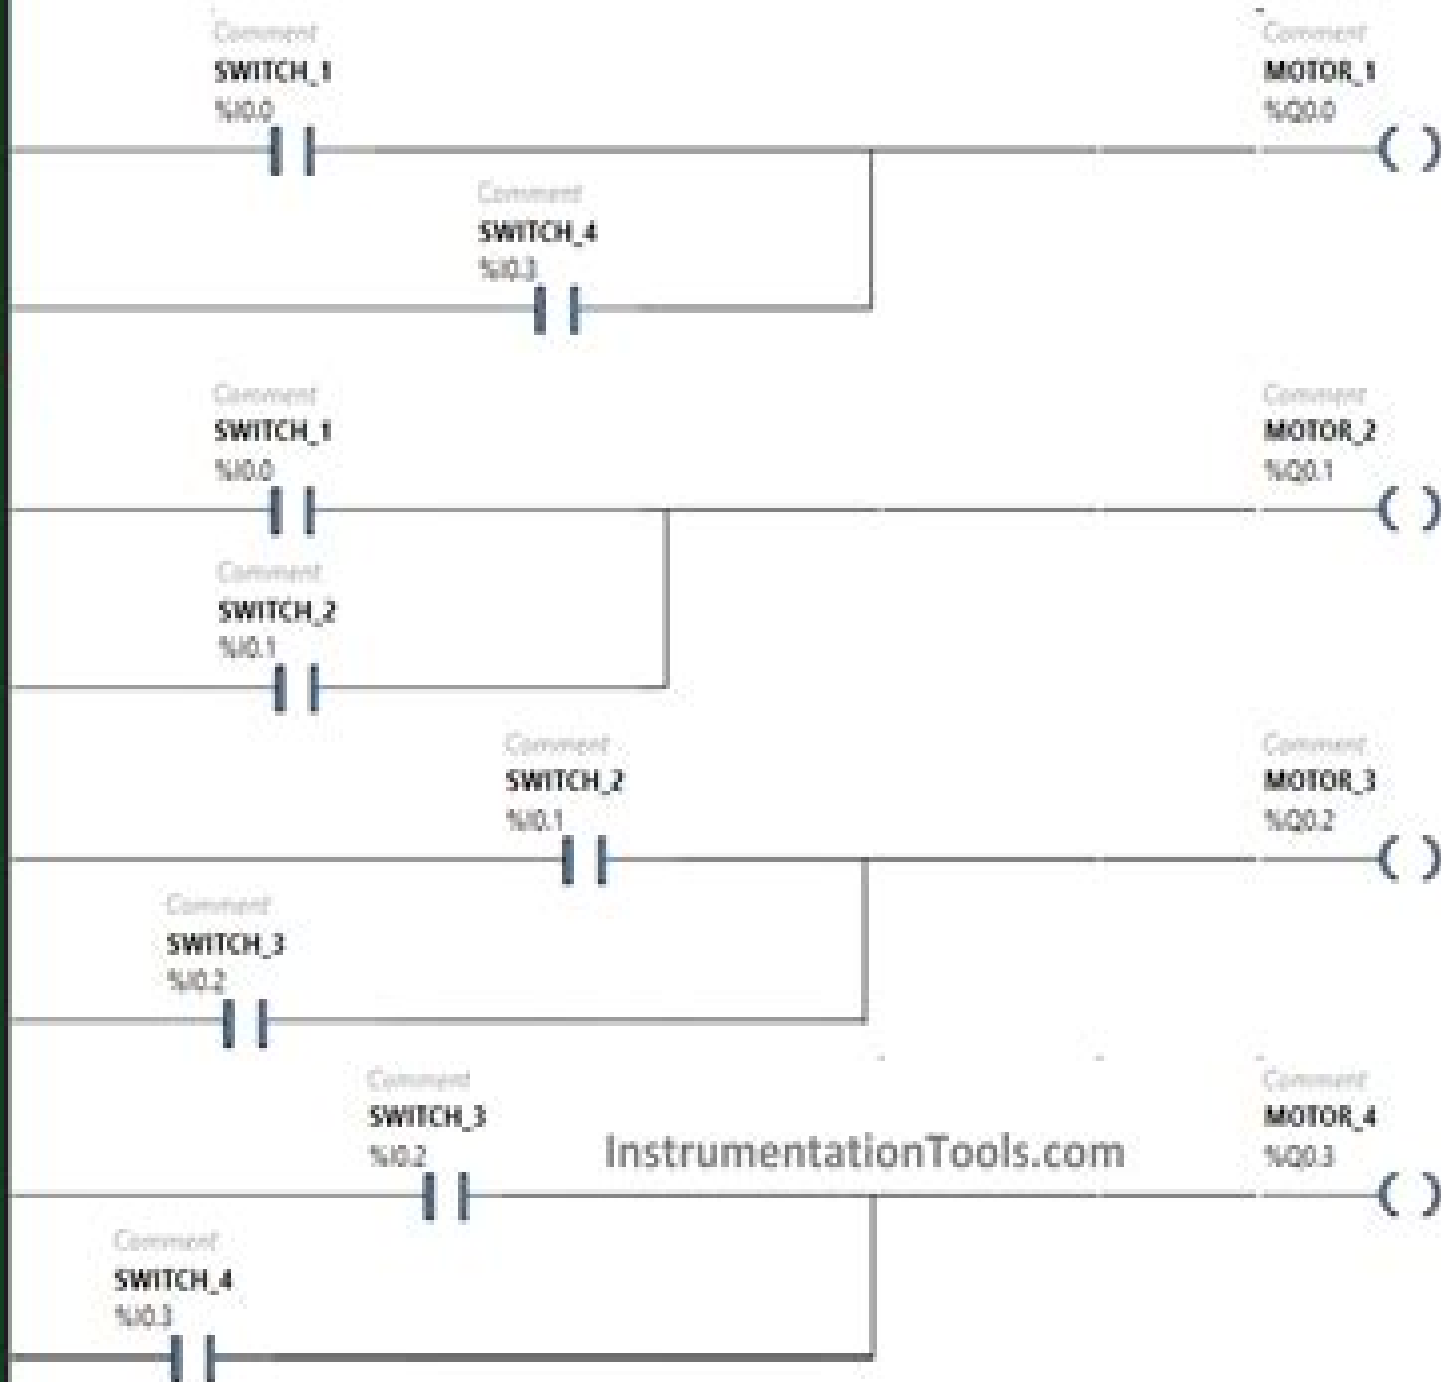 Comment
SWITCH_1
%I0.0
Comment
MOTOR_1
%Q0.0
Comment
SWITCH_4
%I0.3
Comment
SWITCH_1
%I0.0
Comment
MOTOR_2
%Q0.1
Comment
SWITCH_2
%I0.1
Comment
SWITCH_2
%I0.1
Comment
MOTOR_3
%Q0.2
Comment
SWITCH_3
%I0.2
Comment
SWITCH_3
%I0.2
InstrumentationTools.com
Comment
MOTOR_4
%Q0.3
Comment
SWITCH_4
%I0.3